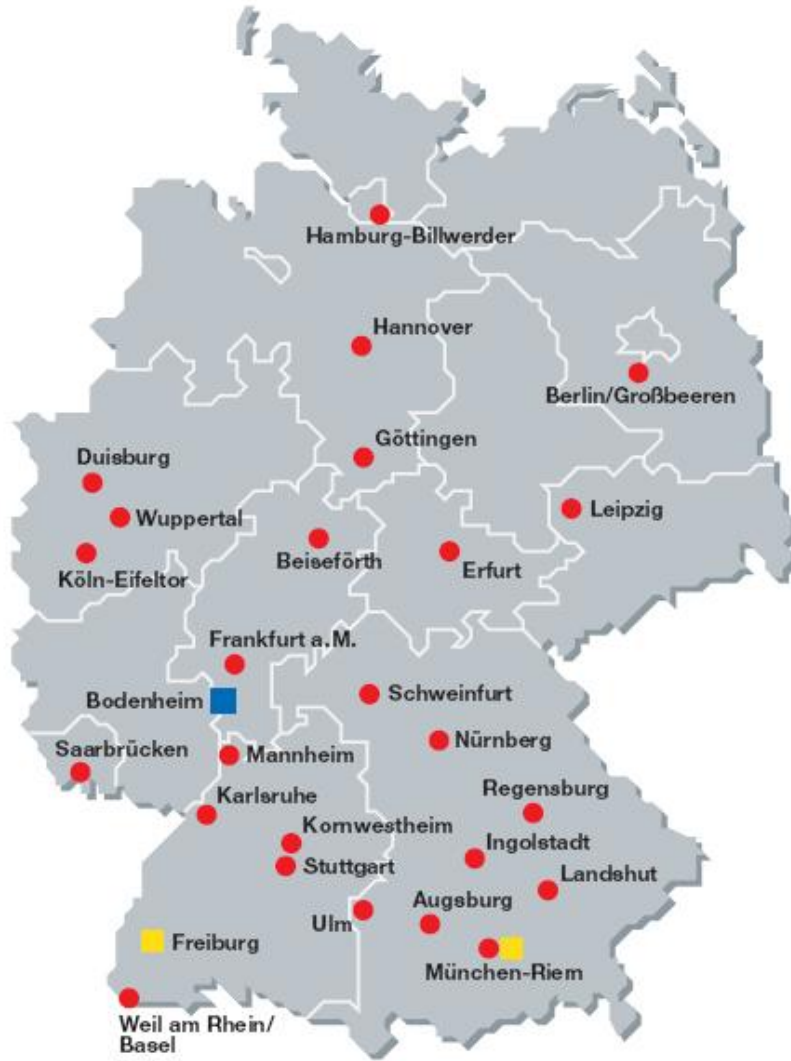 Hamburg-Billwerder
Hannover
Berlin/Großbeeren
Göttingen
Duisburg
Wuppertal
Leipzig
Beiseförth
Erfurt
Köln-Eifeltor
Frankfurt a.M.
Bodenheim
Schweinfurt
Nürnberg
Saarbrücken
Mannheim
Karlsruhe
Regensburg
Kornwestheim
Ingolstadt
Stuttgart
Landshut
Augsburg
Ulm
Freiburg
München-Riem
Weil am Rhein/
Basel